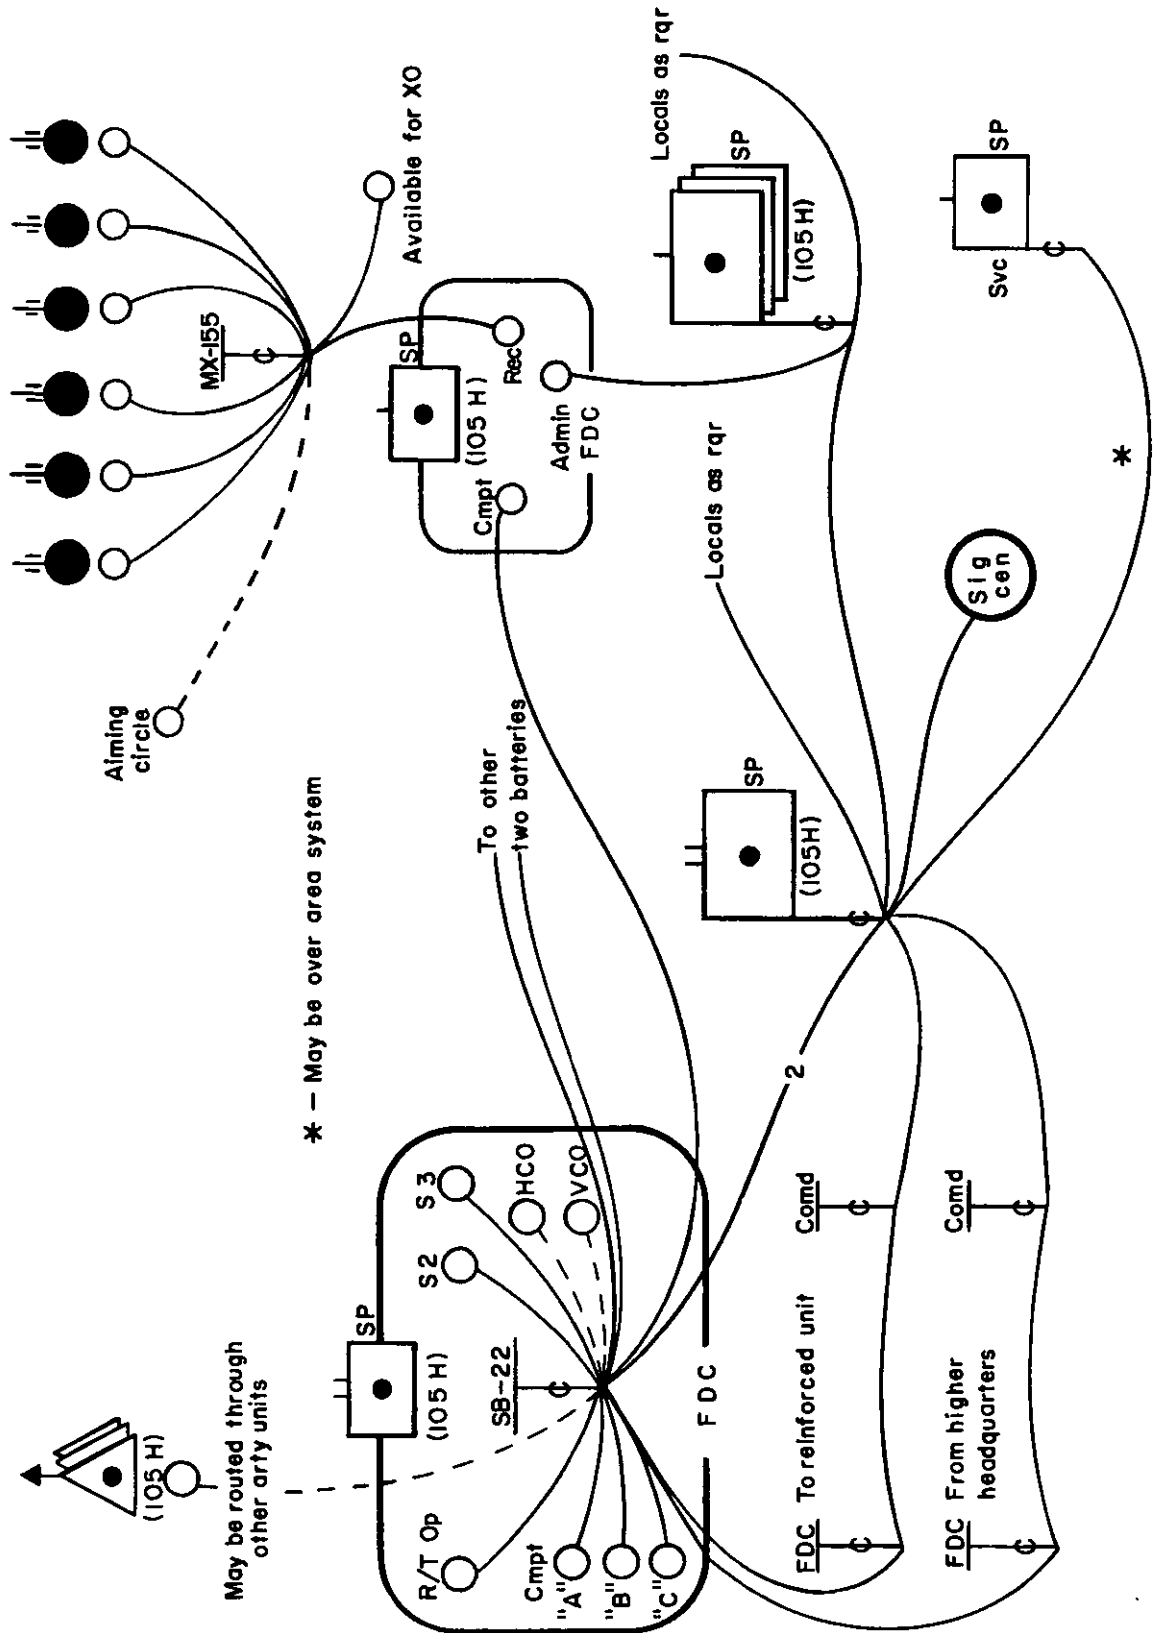 (105 H)
May be routed through
other arty units
SP
(105 H)
R/T Op
S2
S3
SB-22
HCO
VCO
Cmpt
"A"
"B"
"C"
FDC
* – May be over area system
To other
two batteries
Aiming
circle
MX-155
Available for XO
SP
(105 H)
Cmpt
Rec
Admin
FDC
Locals as rqr
SP
(105 H)
Locals as rqr
SP
(105H)
2
Sig
cen
SP
Svc
*
FDC
To reinforced unit
Comd
FDC
From higher
headquarters
Comd
C
C
C
C
C
C
C
C
C